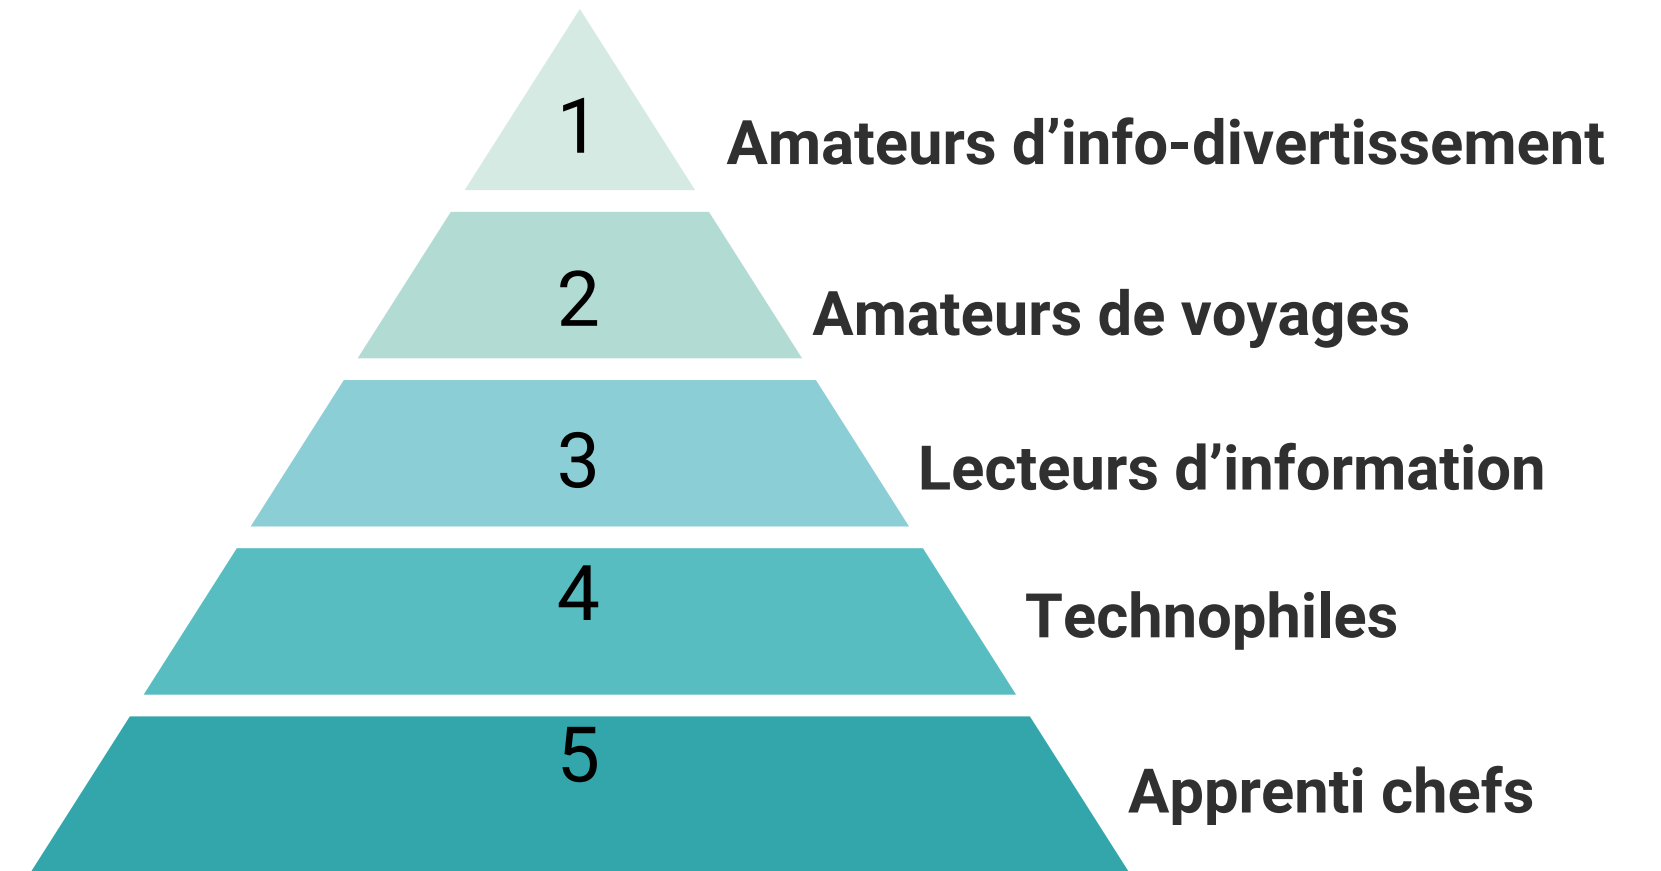 1
Amateurs d’info-divertissement
2
Amateurs de voyages
3
Lecteurs d’information
4
Technophiles
5
Apprenti chefs